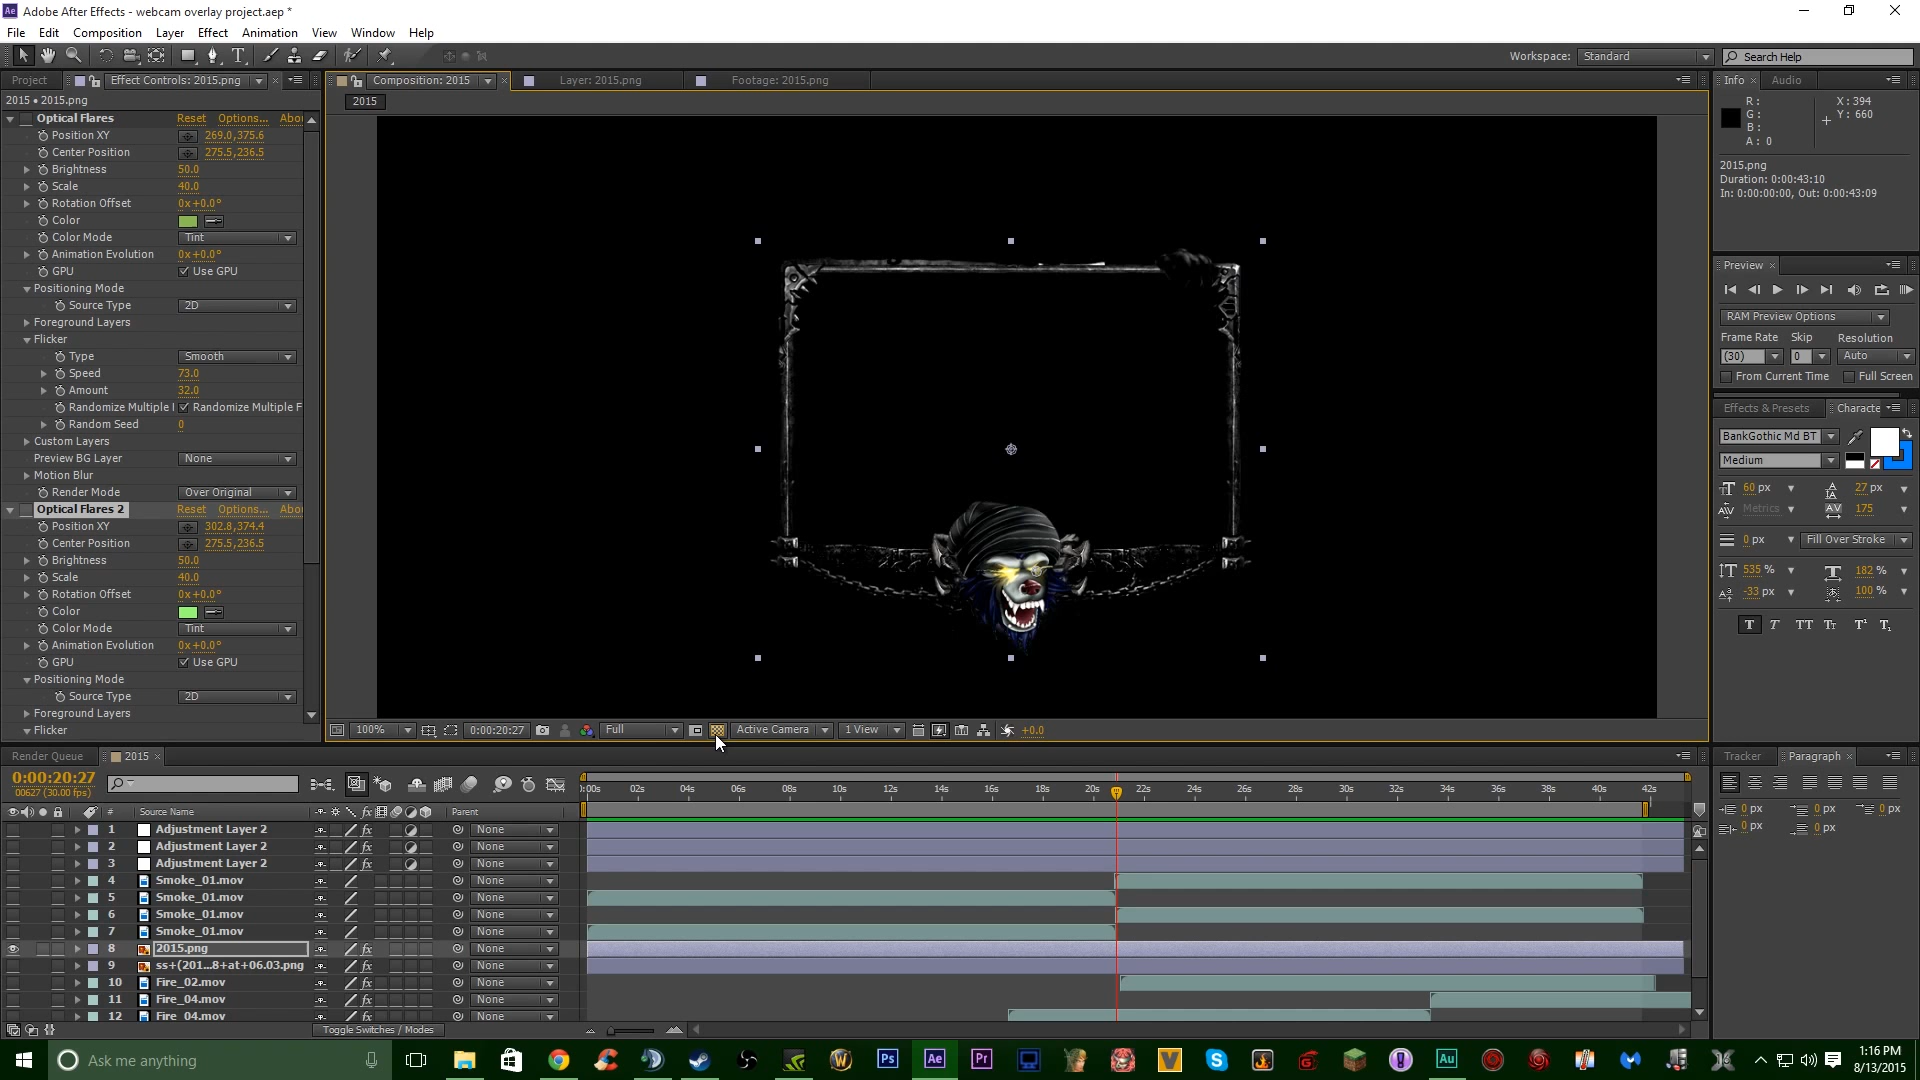 Adobe After Effects - webcam overlay project.aep *
File Edit Composition Layer Effect Animation View Window Help
Workspace: Standard Search Help
Project Effect Controls: 2015.png
Composition: 2015 Layer: 2015.png Footage: 2015.png
Info Audio
2015 • 2015.png
2015
Optical Flares Reset Options... Abou
Position XY 269.0,375.6
Center Position 275.5,236.5
Brightness 50.0
Scale 40.0
Rotation Offset 0x+0.0°
Color
Color Mode Tint
Animation Evolution 0x+0.0°
GPU Use GPU
Positioning Mode
Source Type 2D
Foreground Layers
Flicker
Type Smooth
Speed 73.0
Amount 32.0
Randomize Multiple Randomize Multiple F
Random Seed 0
Custom Layers
Preview BG Layer None
Motion Blur
Render Mode Over Original
Optical Flares 2 Reset Options... Abou
Position XY 302.8,374.4
Center Position 275.5,236.5
Brightness 50.0
Scale 40.0
Rotation Offset 0x+0.0°
Color
Color Mode Tint
Animation Evolution 0x+0.0°
GPU Use GPU
Positioning Mode
Source Type 2D
Foreground Layers
Flicker
100% 0:00:20:27 Full Active Camera 1 View +0.0
R :
G :
B :
A : 0
X : 394
Y : 660
2015.png
Duration: 0:00:43:10
In: 0:00:00:00, Out: 0:00:43:09
Preview
RAM Preview Options
Frame Rate Skip Resolution
(30) 0 Auto
From Current Time Full Screen
Effects & Presets Characte
BankGothic Md BT
Medium
60 px 27 px
Metrics 175
0 px Fill Over Stroke
535 % 182 %
-33 px 100 %
T T TT Tt T¹ T₁
Render Queue 2015
0:00:20:27
00627 (30.00 fps)
):00s 02s 04s 06s 08s 10s 12s 14s 16s 18s 20s 22s 24s 26s 28s 30s 32s 34s 36s 38s 40s 42s
# Source Name fx Parent
1 Adjustment Layer 2 fx None
2 Adjustment Layer 2 fx None
3 Adjustment Layer 2 fx None
4 Smoke_01.mov None
5 Smoke_01.mov None
6 Smoke_01.mov None
7 Smoke_01.mov None
8 2015.png fx None
9 ss+(201...8+at+06.03.png fx None
10 Fire_02.mov fx None
11 Fire_04.mov fx None
12 Fire_04.mov fx None
Toggle Switches / Modes
Tracker Paragraph
0 px 0 px 0 px
0 px 0 px
Ask me anything
Ps Ae Pr Au
1:16 PM
8/13/2015